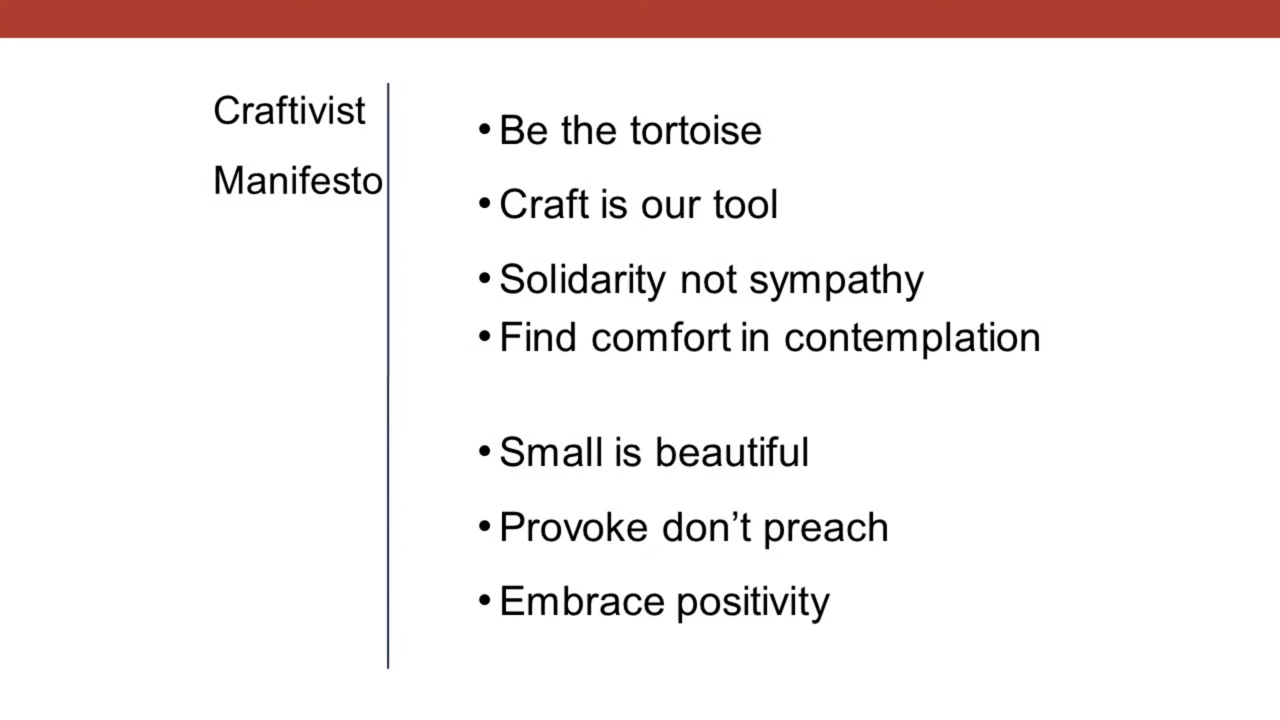 Craftivist
Manifesto
• Be the tortoise
• Craft is our tool
• Solidarity not sympathy
• Find comfort in contemplation
• Small is beautiful
• Provoke don’t preach
• Embrace positivity